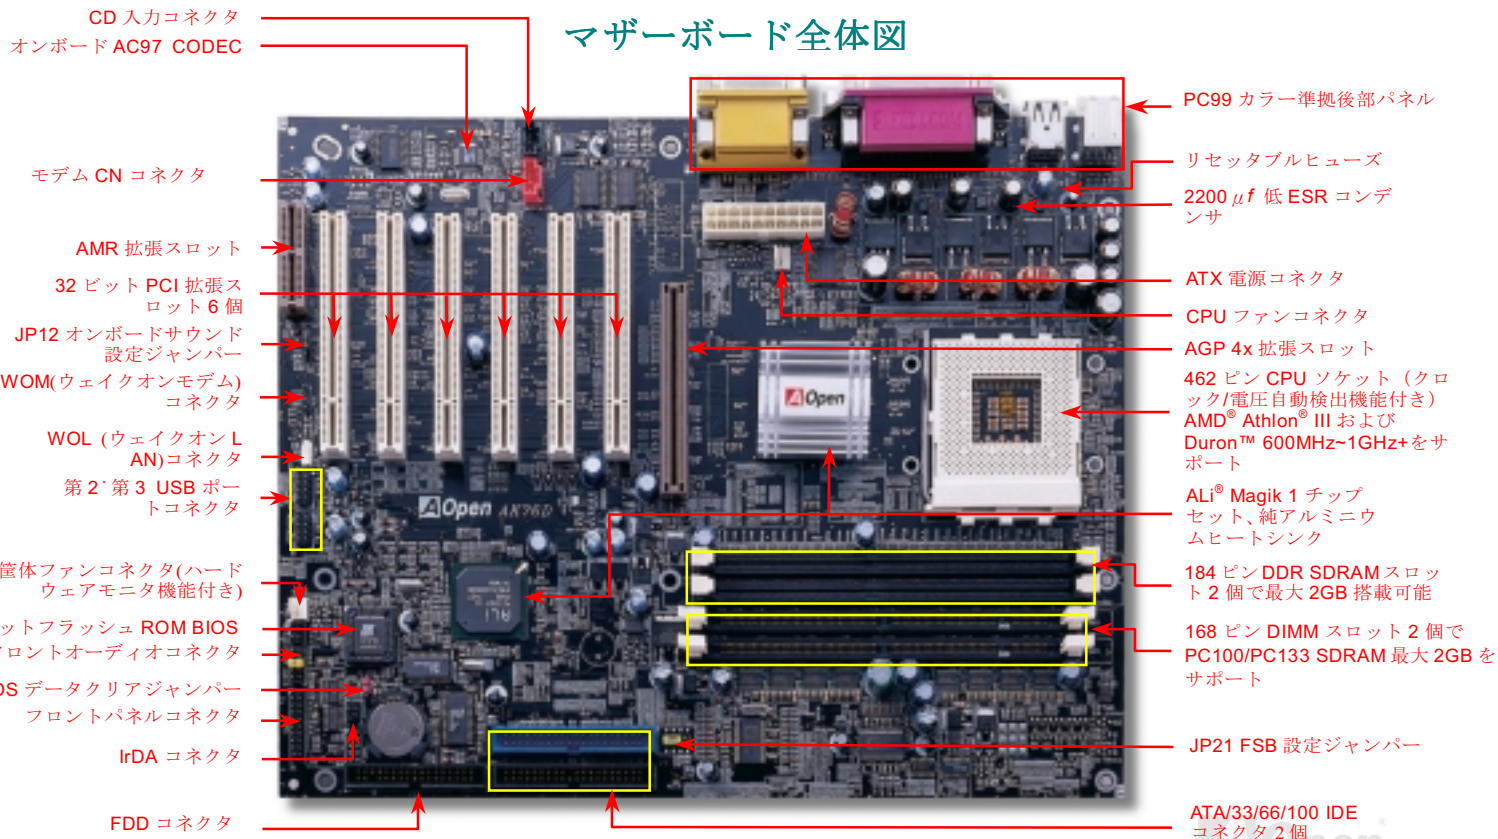 マザーボード全体図
CD 入力コネクタ
オンボード AC97 CODEC
モデム CN コネクタ
AMR 拡張スロット
32 ビット PCI 拡張ス
ロット 6 個
JP12 オンボードサウンド
設定ジャンパー
WOM(ウェイクオンモデム)
コネクタ
WOL (ウェイクオン L
AN)コネクタ
第 2、第 3 USB ポー
トコネクタ
筐体ファンコネクタ(ハード
ウェアモニタ機能付き)
ットフラッシュ ROM BIOS
フロントオーディオコネクタ
OS データクリアジャンパー
フロントパネルコネクタ
IrDA コネクタ
FDD コネクタ
PC99 カラー準拠後部パネル
リセッタブルヒューズ
2200 μf 低 ESR コンデ
ンサ
ATX 電源コネクタ
CPU ファンコネクタ
AGP 4x 拡張スロット
462 ピン CPU ソケット（クロ
ック/電圧自動検出機能付き）
AMD® Athlon® III および
Duron™ 600MHz~1GHz+をサ
ポート
ALi® Magik 1 チップ
セット、純アルミニウ
ムヒートシンク
184 ピン DDR SDRAM スロッ
ト 2 個で最大 2GB 搭載可能
168 ピン DIMM スロット 2 個で
PC100/PC133 SDRAM 最大 2GB を
サポート
JP21 FSB 設定ジャンパー
ATA/33/66/100 IDE
コネクタ 2 個
AOpen
AOpen AK76D
ALi